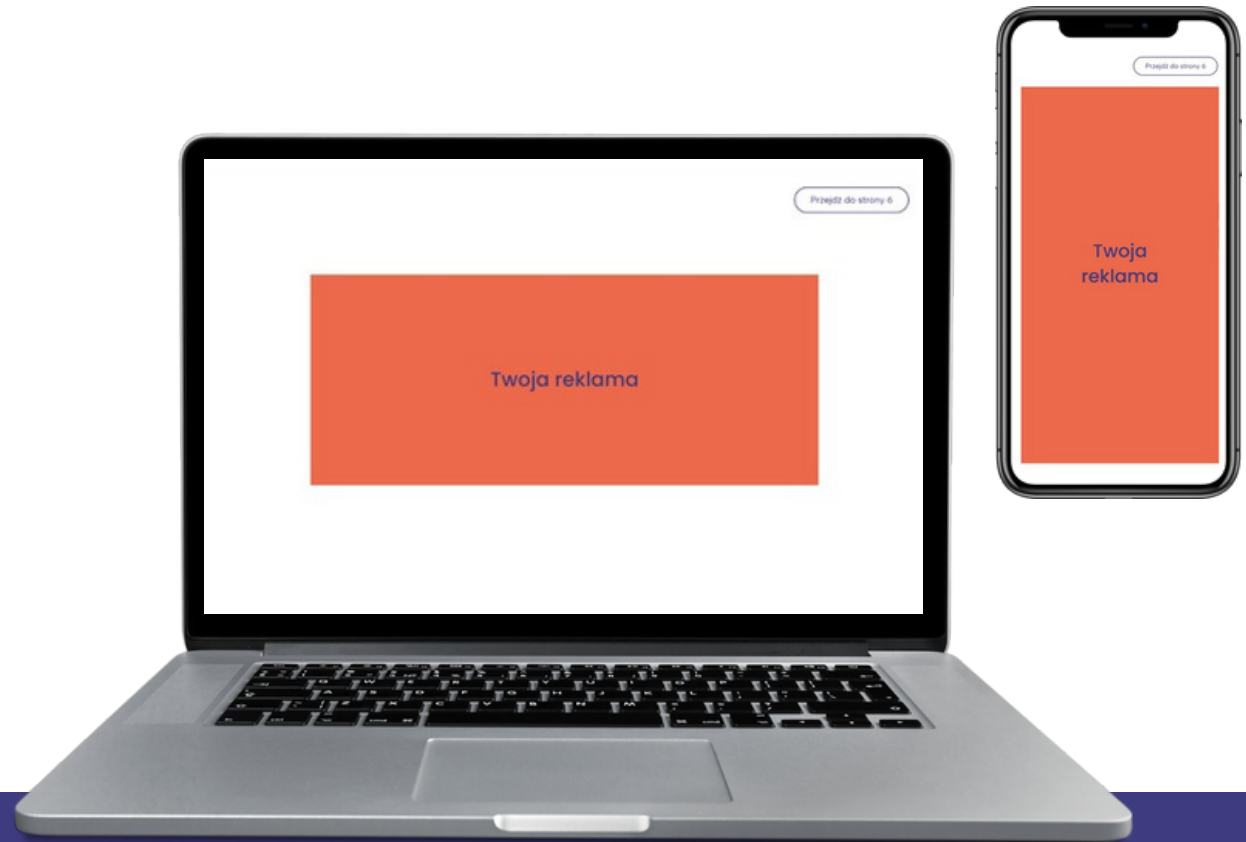 Przejdź do strony 6
Twoja reklama
Przejdź do strony 6
Twoja
reklama